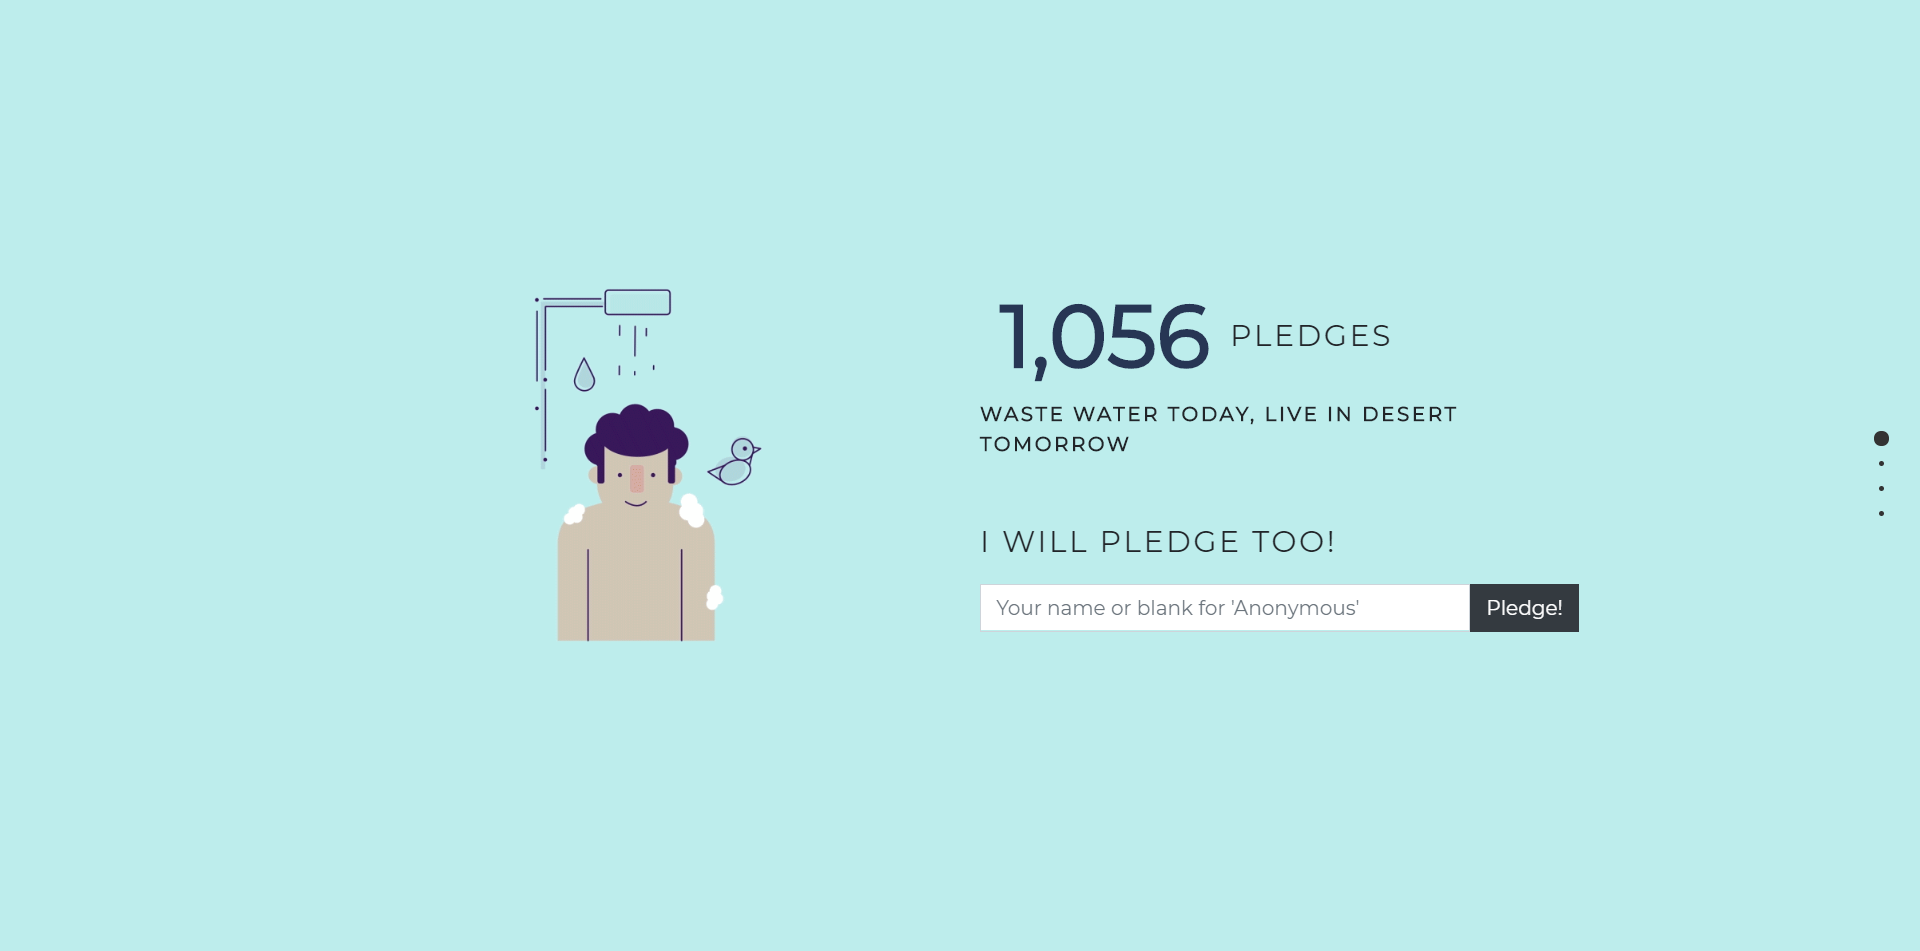 1,056 PLEDGES
WASTE WATER TODAY, LIVE IN DESERT
TOMORROW
I WILL PLEDGE TOO!
Your name or blank for 'Anonymous' Pledge!